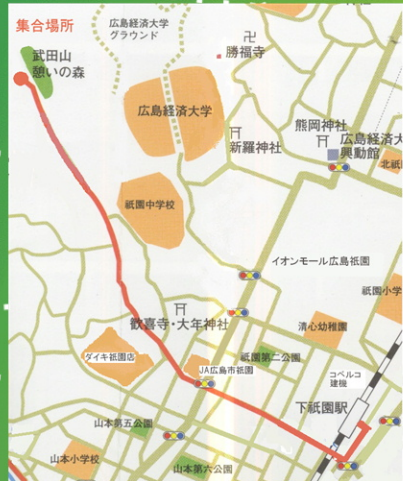 集合場所
武田山
憩いの森
広島経済大学
グラウンド
勝福寺
広島経済大学
新羅神社
熊岡神社
広島経済大
興動館
北祇
祇園中学校
イオンモール広島祇園
祇園小学
歓喜寺・大年神社
清心幼稚園
ダイキ祇園店
JA広島市祇園
祇園第二公園
コベルコ
建機
下祇園駅
山本第五公園
山本小学校
山本第六公園